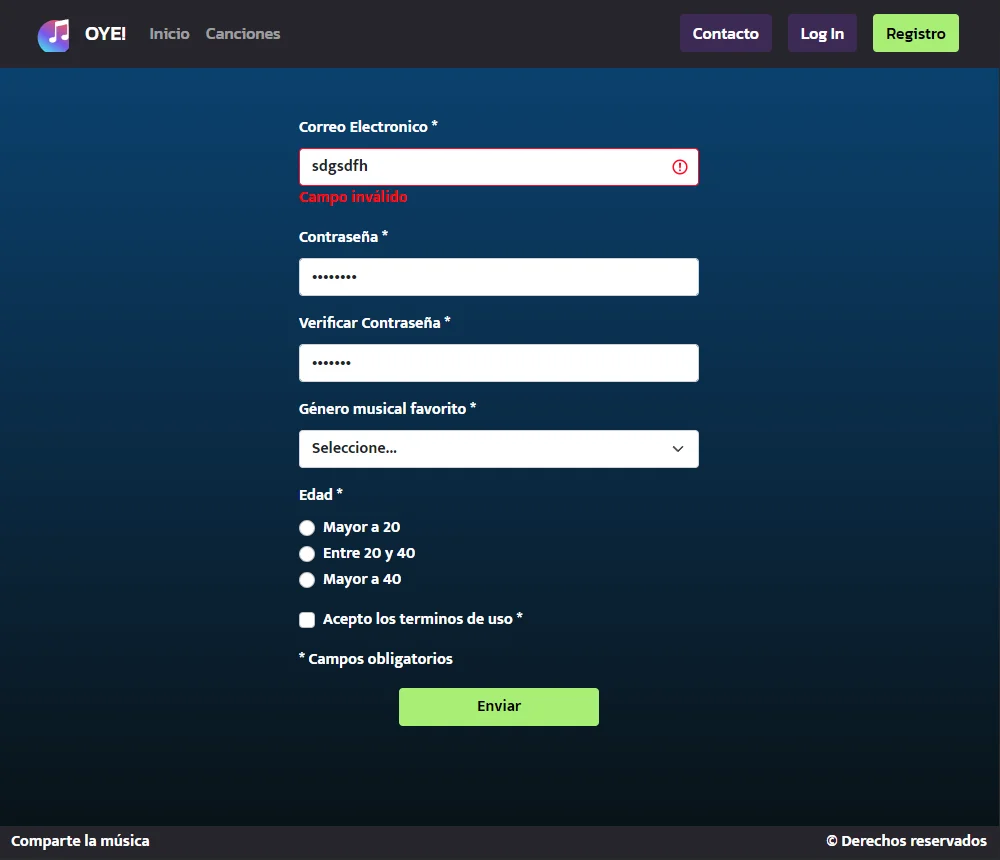 OYE! Inicio Canciones Contacto Log In Registro
Correo Electronico *
sdgsdfh
Campo inválido
Contraseña *
••••••••
Verificar Contraseña *
•••••••
Género musical favorito *
Seleccione...
Edad *
Mayor a 20
Entre 20 y 40
Mayor a 40
Acepto los terminos de uso *
* Campos obligatorios
Enviar
Comparte la música © Derechos reservados